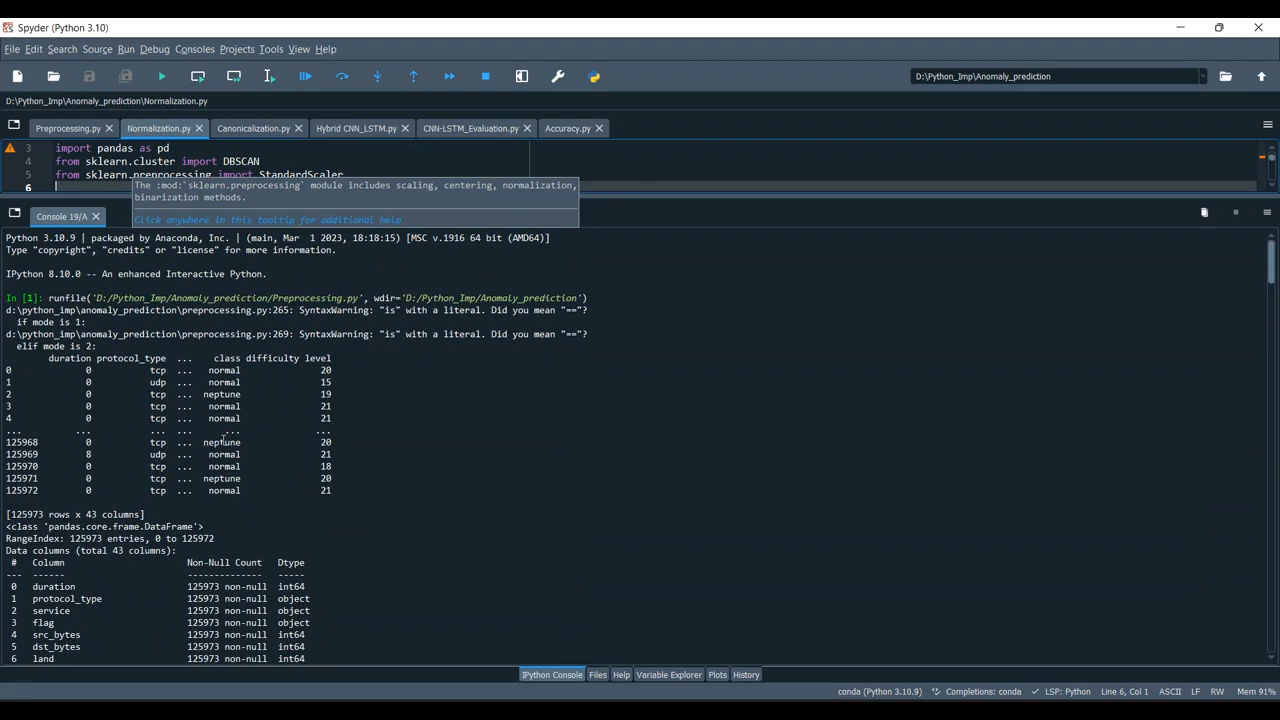 Spyder (Python 3.10)
File Edit Search Source Run Debug Consoles Projects Tools View Help
D:\Python_Imp\Anomaly_prediction
D:\Python_Imp\Anomaly_prediction\Normalization.py
Preprocessing.py Normalization.py Canonicalization.py Hybrid CNN_LSTM.py CNN-LSTM_Evaluation.py Accuracy.py
3 import pandas as pd
4 from sklearn.cluster import DBSCAN
5 from sklearn.preprocessing import StandardScaler
6
The :mod:`sklearn.preprocessing` module includes scaling, centering, normalization,
binarization methods.
Click anywhere in this tooltip for additional help
Console 19/A
Python 3.10.9 | packaged by Anaconda, Inc. | (main, Mar 1 2023, 18:18:15) [MSC v.1916 64 bit (AMD64)]
Type "copyright", "credits" or "license" for more information.
IPython 8.10.0 -- An enhanced Interactive Python.
In [1]: runfile('D:/Python_Imp/Anomaly_prediction/Preprocessing.py', wdir='D:/Python_Imp/Anomaly_prediction')
d:\python_imp\anomaly_prediction\preprocessing.py:265: SyntaxWarning: "is" with a literal. Did you mean "=="?
if mode is 1:
d:\python_imp\anomaly_prediction\preprocessing.py:269: SyntaxWarning: "is" with a literal. Did you mean "=="?
elif mode is 2:
duration protocol_type ... class difficulty level
0 0 tcp ... normal 20
1 0 udp ... normal 15
2 0 tcp ... neptune 19
3 0 tcp ... normal 21
4 0 tcp ... normal 21
... ... ... ... ... ...
125968 0 tcp ... neptune 20
125969 8 udp ... normal 21
125970 0 tcp ... normal 18
125971 0 tcp ... neptune 20
125972 0 tcp ... normal 21
[125973 rows x 43 columns]
<class 'pandas.core.frame.DataFrame'>
RangeIndex: 125973 entries, 0 to 125972
Data columns (total 43 columns):
# Column Non-Null Count Dtype
--- ------ -------------- -----
0 duration 125973 non-null int64
1 protocol_type 125973 non-null object
2 service 125973 non-null object
3 flag 125973 non-null object
4 src_bytes 125973 non-null int64
5 dst_bytes 125973 non-null int64
6 land 125973 non-null int64
IPython Console Files Help Variable Explorer Plots History
conda (Python 3.10.9) Completions: conda LSP: Python Line 6, Col 1 ASCII LF RW Mem 91%